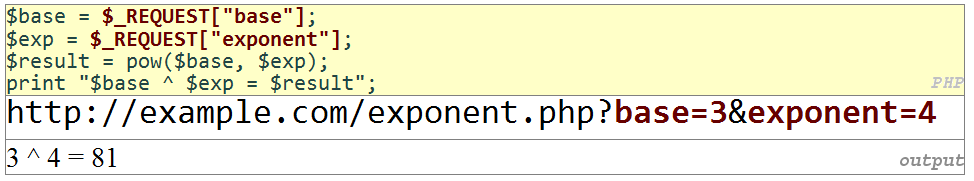 $base = $_REQUEST["base"];
$exp = $_REQUEST["exponent"];
$result = pow($base, $exp);
print "$base ^ $exp = $result";
PHP
http://example.com/exponent.php?base=3&exponent=4
3 ^ 4 = 81
output